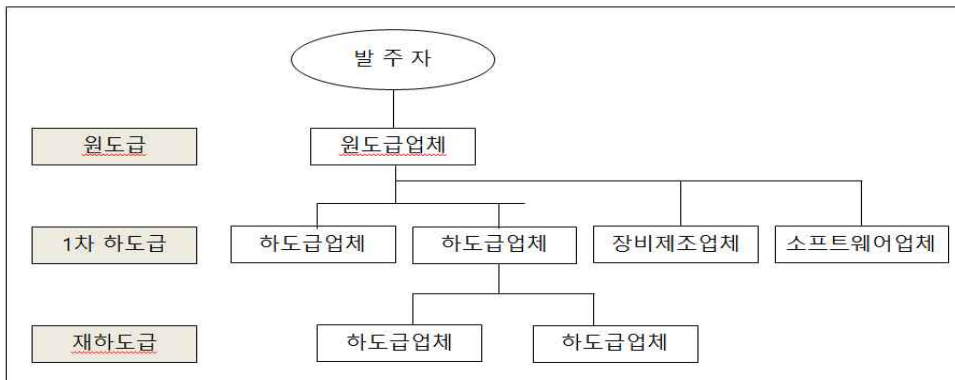 발 주 자
원도급
원도급업체
1차 하도급
하도급업체
하도급업체
장비제조업체
소프트웨어업체
재하도급
하도급업체
하도급업체